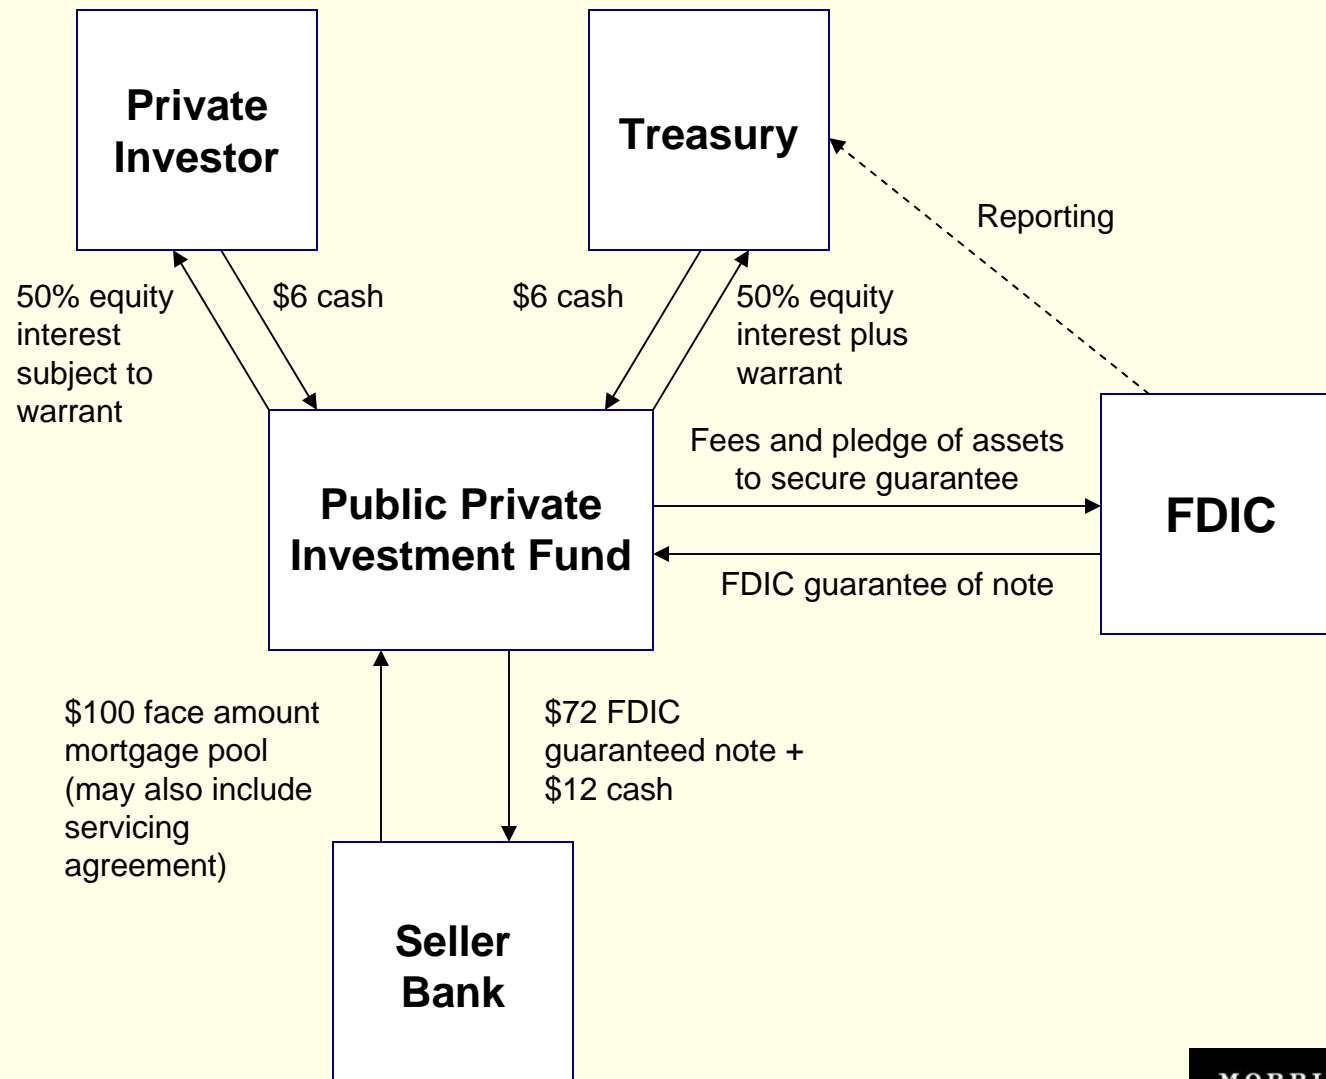 Private
Investor
Treasury
Reporting
50% equity
interest
subject to
warrant
$6 cash
$6 cash
50% equity
interest plus
warrant
Fees and pledge of assets
to secure guarantee
Public Private
Investment Fund
FDIC
FDIC guarantee of note
$100 face amount
mortgage pool
(may also include
servicing
agreement)
$72 FDIC
guaranteed note +
$12 cash
Seller
Bank